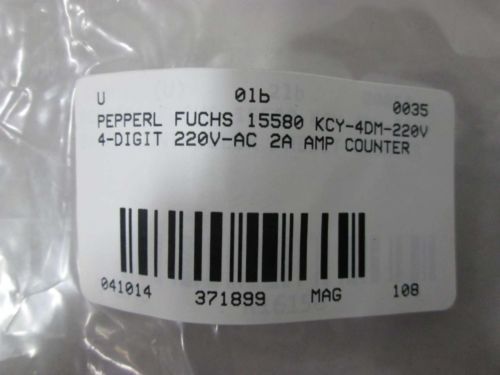 U 01b 0035
PEPPERL FUCHS 15580 KCY-4DM-220V
4-DIGIT 220V-AC 2A AMP COUNTER
041014 371899 MAG 108